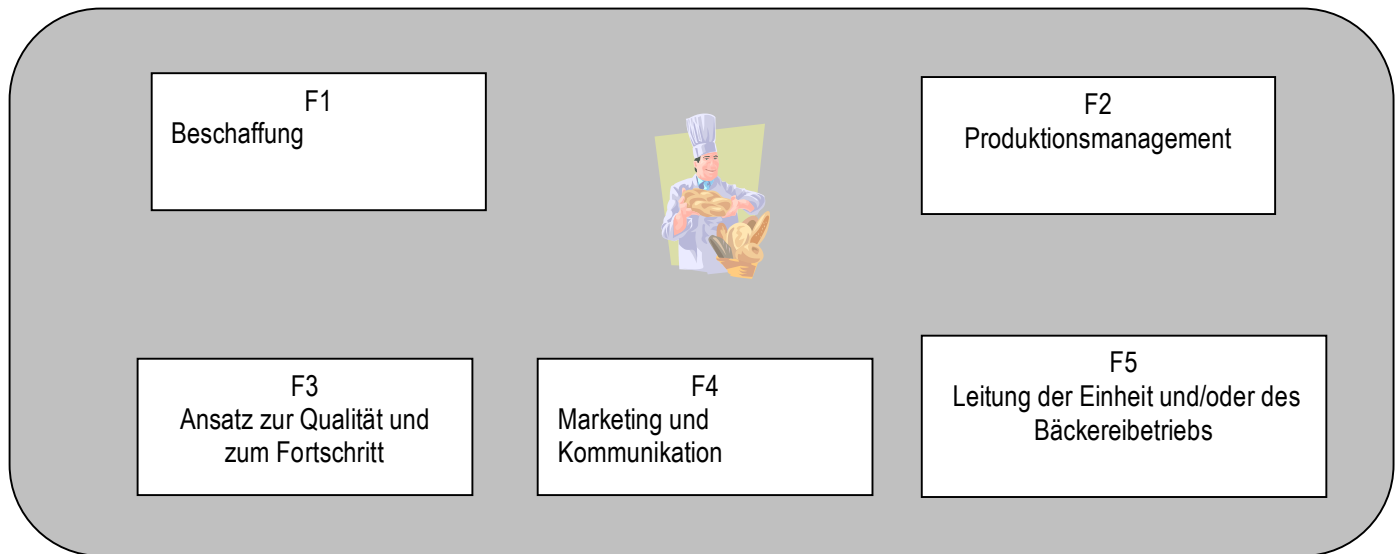 F1
Beschaffung
F2
Produktionsmanagement
F3
Ansatz zur Qualität und
zum Fortschritt
F4
Marketing und
Kommunikation
F5
Leitung der Einheit und/oder des
Bäckereibetriebs